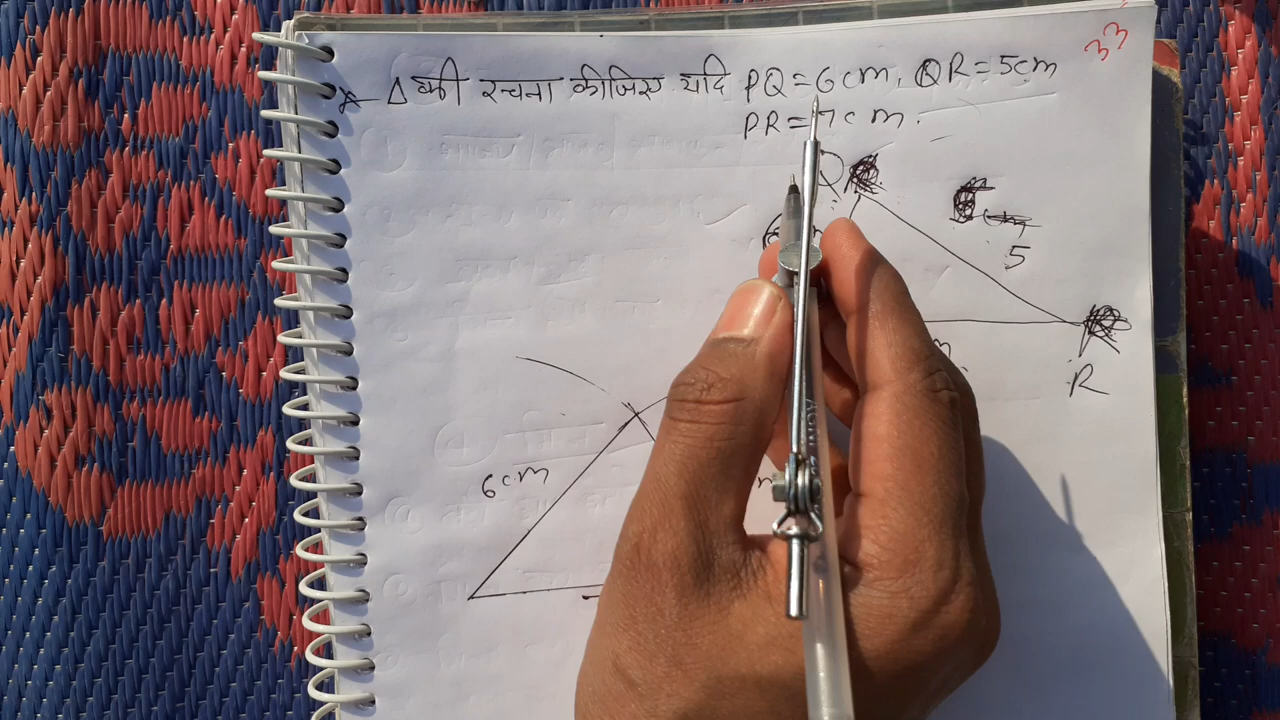 33
* Δ की रचना कीजिए यदि PQ=6cm, QR=5cm
PR=7cm.
Q
5
R
6cm